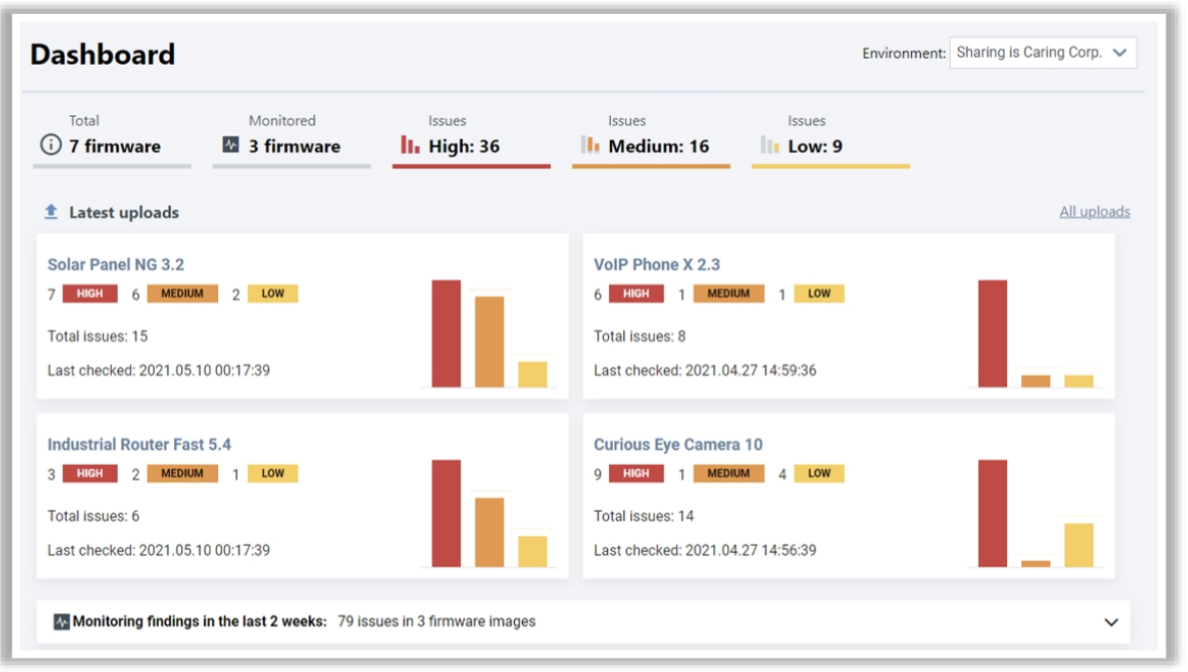 Dashboard
Environment: Sharing is Caring Corp.
Total
7 firmware
Monitored
3 firmware
Issues
High: 36
Issues
Medium: 16
Issues
Low: 9
Latest uploads
All uploads
Solar Panel NG 3.2
7 HIGH 6 MEDIUM 2 LOW
Total issues: 15
Last checked: 2021.05.10 00:17:39
VoIP Phone X 2.3
6 HIGH 1 MEDIUM 1 LOW
Total issues: 8
Last checked: 2021.04.27 14:59:36
Industrial Router Fast 5.4
3 HIGH 2 MEDIUM 1 LOW
Total issues: 6
Last checked: 2021.05.10 00:17:39
Curious Eye Camera 10
9 HIGH 1 MEDIUM 4 LOW
Total issues: 14
Last checked: 2021.04.27 14:56:39
Monitoring findings in the last 2 weeks: 79 issues in 3 firmware images